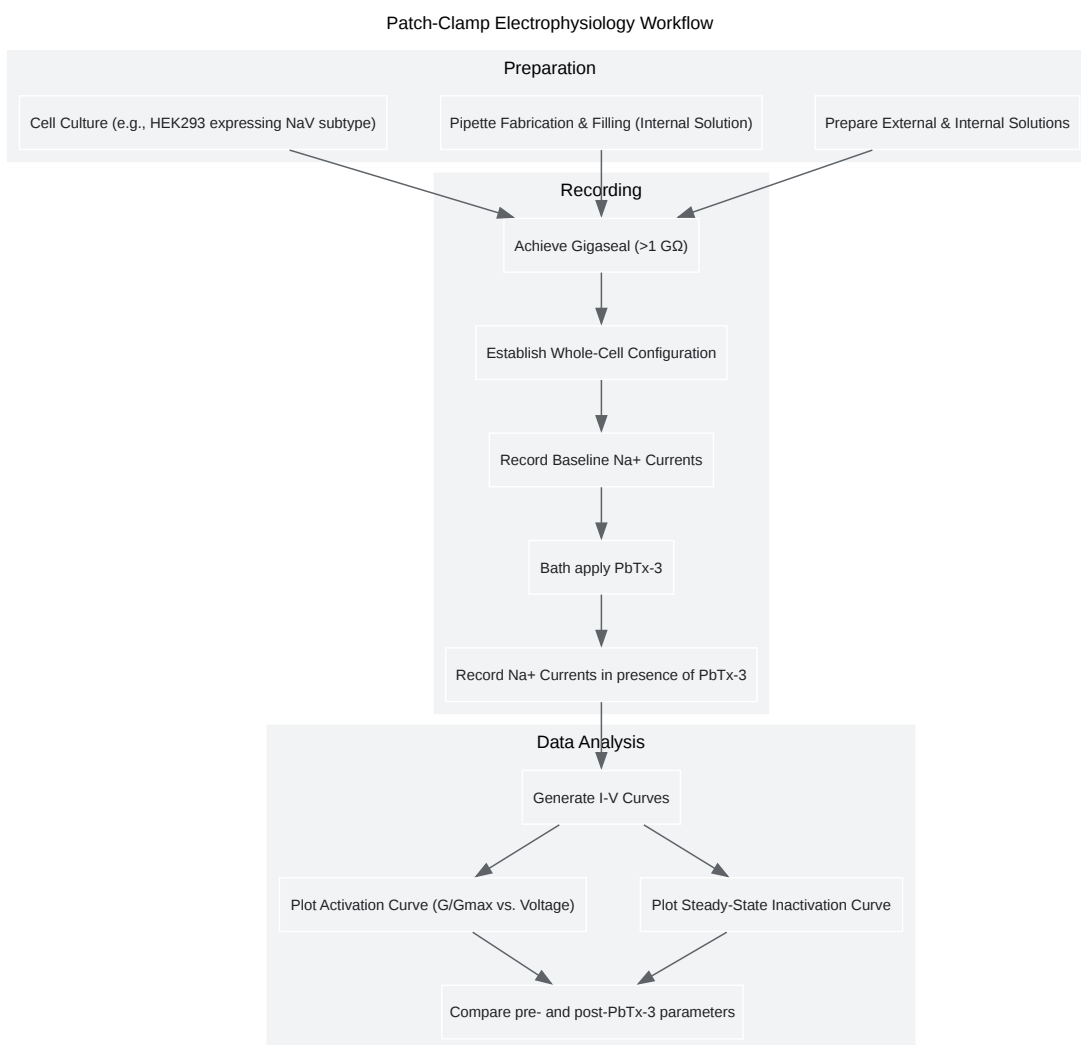 Patch-Clamp Electrophysiology Workflow
Preparation
Cell Culture (e.g., HEK293 expressing NaV subtype)
Pipette Fabrication & Filling (Internal Solution)
Prepare External & Internal Solutions
Recording
Achieve Gigaseal (>1 GΩ)
Establish Whole-Cell Configuration
Record Baseline Na+ Currents
Bath apply PbTx-3
Record Na+ Currents in presence of PbTx-3
Data Analysis
Generate I-V Curves
Plot Activation Curve (G/Gmax vs. Voltage)
Plot Steady-State Inactivation Curve
Compare pre- and post-PbTx-3 parameters